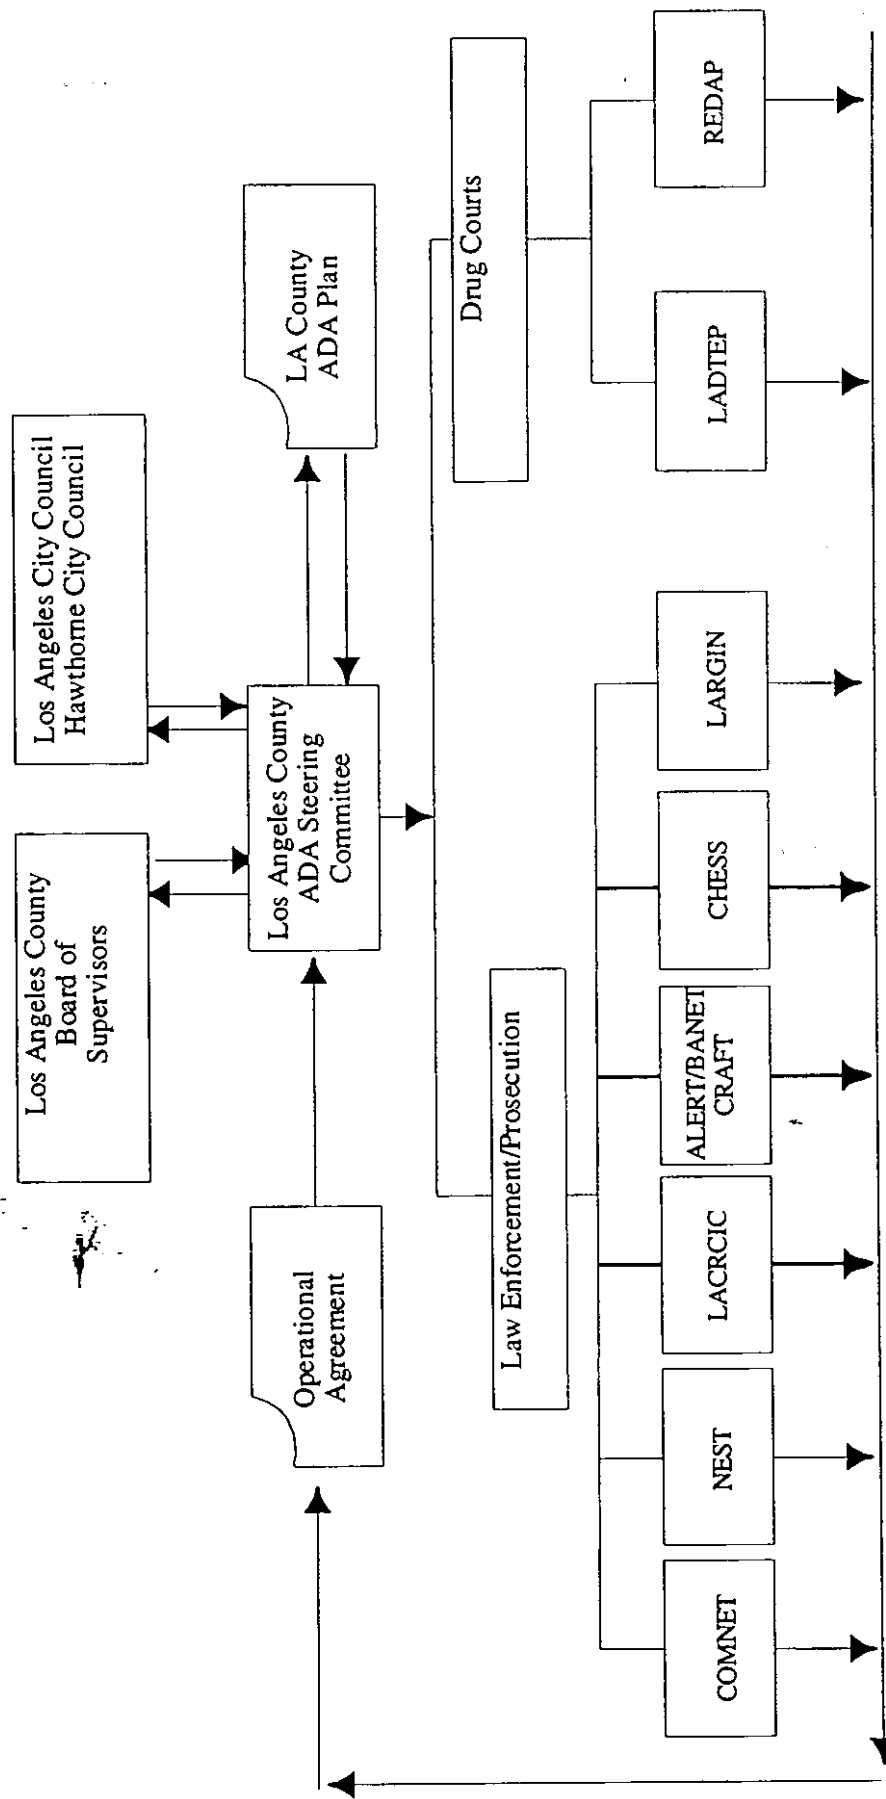 Los Angeles County
Board of
Supervisors
Los Angeles City Council
Hawthorne City Council
Operational
Agreement
Los Angeles County
ADA Steering
Committee
LA County
ADA Plan
Law Enforcement/Prosecution
Drug Courts
COMNET
NEST
LACRCIC
ALERT/BANET
CRAFT
CHESS
LARGIN
LADTEP
REDAP